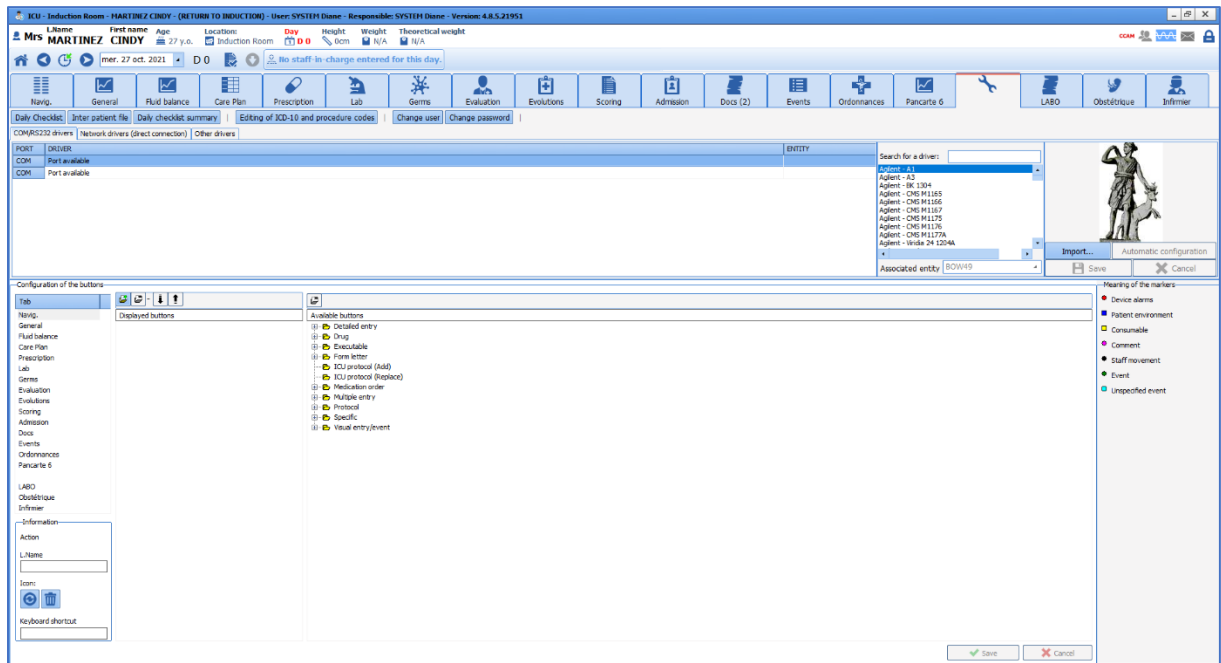 ICU - Induction Room - MARTINEZ CINDY - (RETURN TO INDUCTION) - User: SYSTEM Diane - Responsible: SYSTEM Diane - Version: 4.8.5.21951
L.Name First name Age Location: Day Height Weight Theoretical weight
Mrs MARTINEZ CINDY 27 y.o. Induction Room D 0 0cm N/A N/A
CCAM
mer. 27 oct. 2021 D 0 No staff-in-charge entered for this day.
Navig. General Fluid balance Care Plan Prescription Lab Germs Evaluation Evolutions Scoring Admission Docs (2) Events Ordonnances Pancarte 6 LABO Obstétrique Infirmier
Daily Checklist Inter patient file Daily checklist summary | Editing of ICD-10 and procedure codes | Change user Change password |
COM/RS232 drivers Network drivers (direct connection) Other drivers
PORT DRIVER ENTITY
COM Port available
COM Port available
Search for a driver:
Agilent - A1
Agilent - A3
Agilent - BK 1304
Agilent - CMS M1165
Agilent - CMS M1166
Agilent - CMS M1167
Agilent - CMS M1175
Agilent - CMS M1176
Agilent - CMS M1177A
Agilent - Viridia 24 1204A
Associated entity BOW49
Import... Automatic configuration
Save Cancel
Configuration of the buttons
Tab
Navig.
General
Fluid balance
Care Plan
Prescription
Lab
Germs
Evaluation
Evolutions
Scoring
Admission
Docs
Events
Ordonnances
Pancarte 6
LABO
Obstétrique
Infirmier
Displayed buttons
Available buttons
Detailed entry
Drug
Executable
Form letter
ICU protocol (Add)
ICU protocol (Replace)
Medication order
Multiple entry
Protocol
Specific
Visual entry/event
Meaning of the markers
Device alarms
Patient environment
Consumable
Comment
Staff movement
Event
Unspecified event
Information
Action
L.Name
Icon:
Keyboard shortcut
Save Cancel